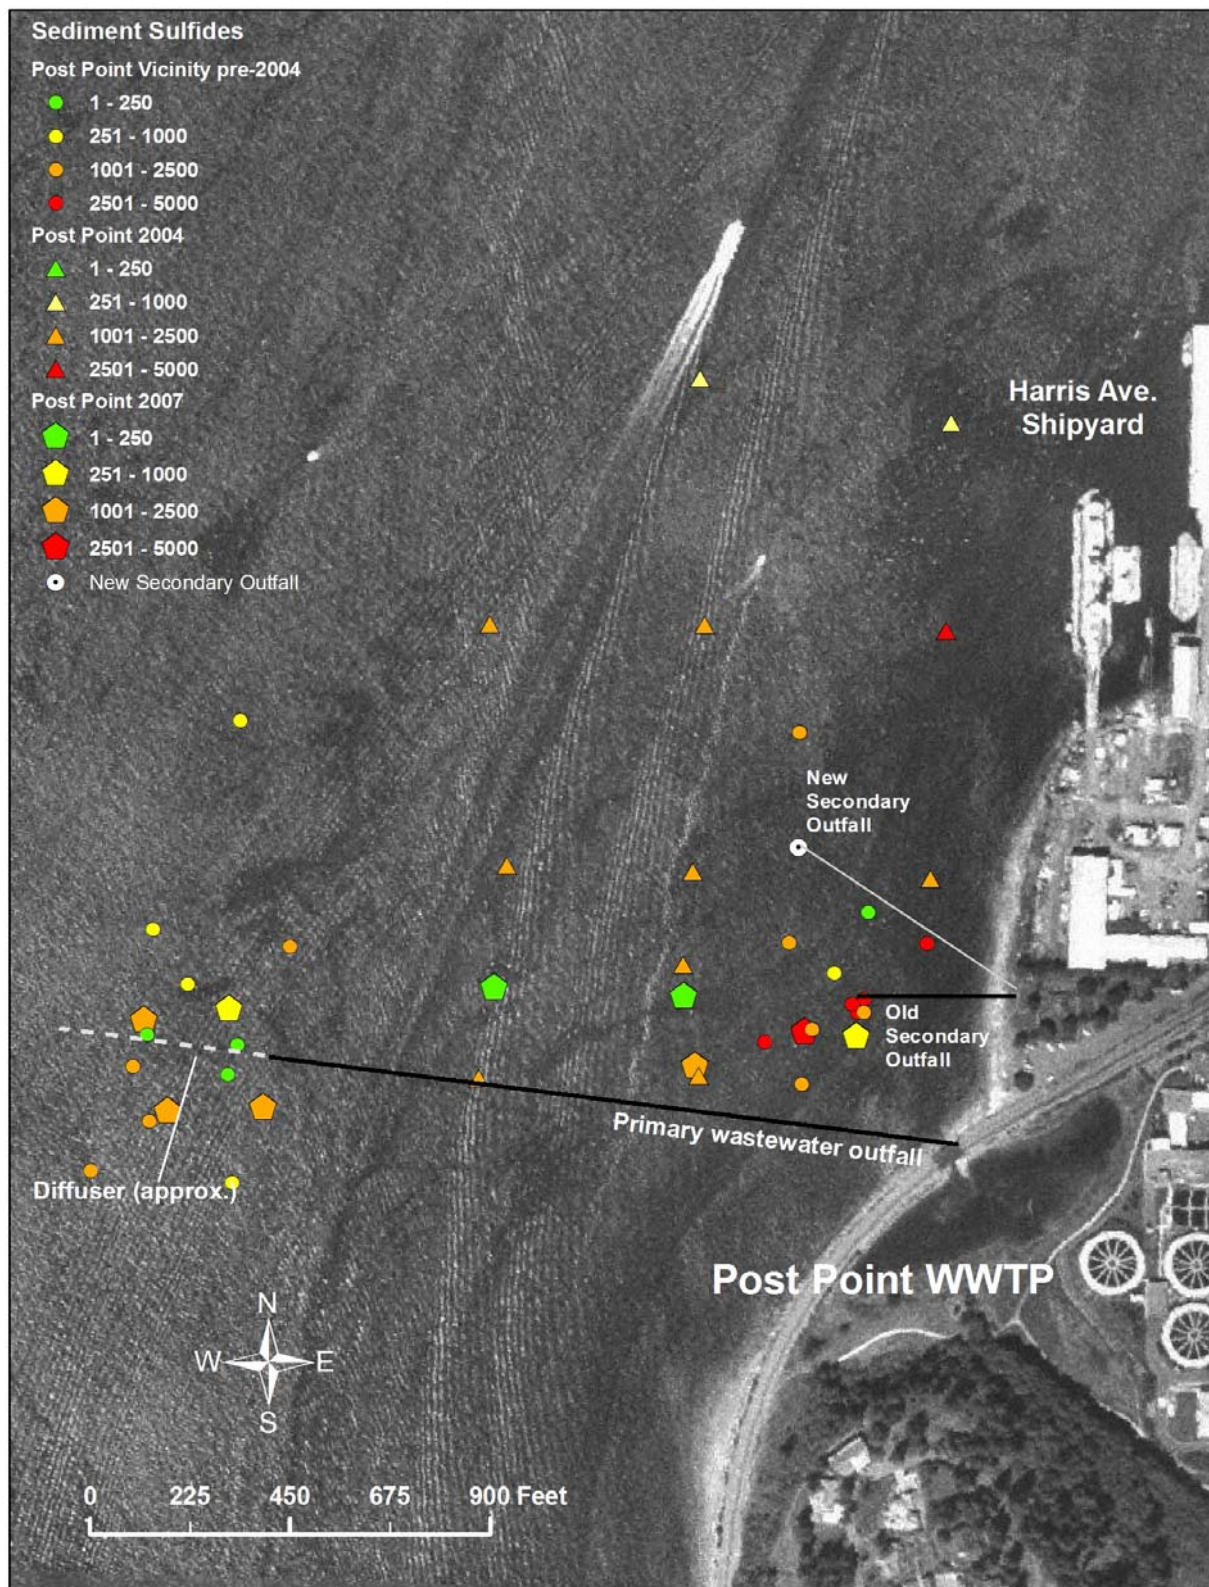 Sediment Sulfides
Post Point Vicinity pre-2004
1 - 250
251 - 1000
1001 - 2500
2501 - 5000
Post Point 2004
1 - 250
251 - 1000
1001 - 2500
2501 - 5000
Post Point 2007
1 - 250
251 - 1000
1001 - 2500
2501 - 5000
New Secondary Outfall
Harris Ave.
Shipyard
New
Secondary
Outfall
Old
Secondary
Outfall
Primary wastewater outfall
Diffuser (approx.)
Post Point WWTP
N
W E
S
0 225 450 675 900 Feet